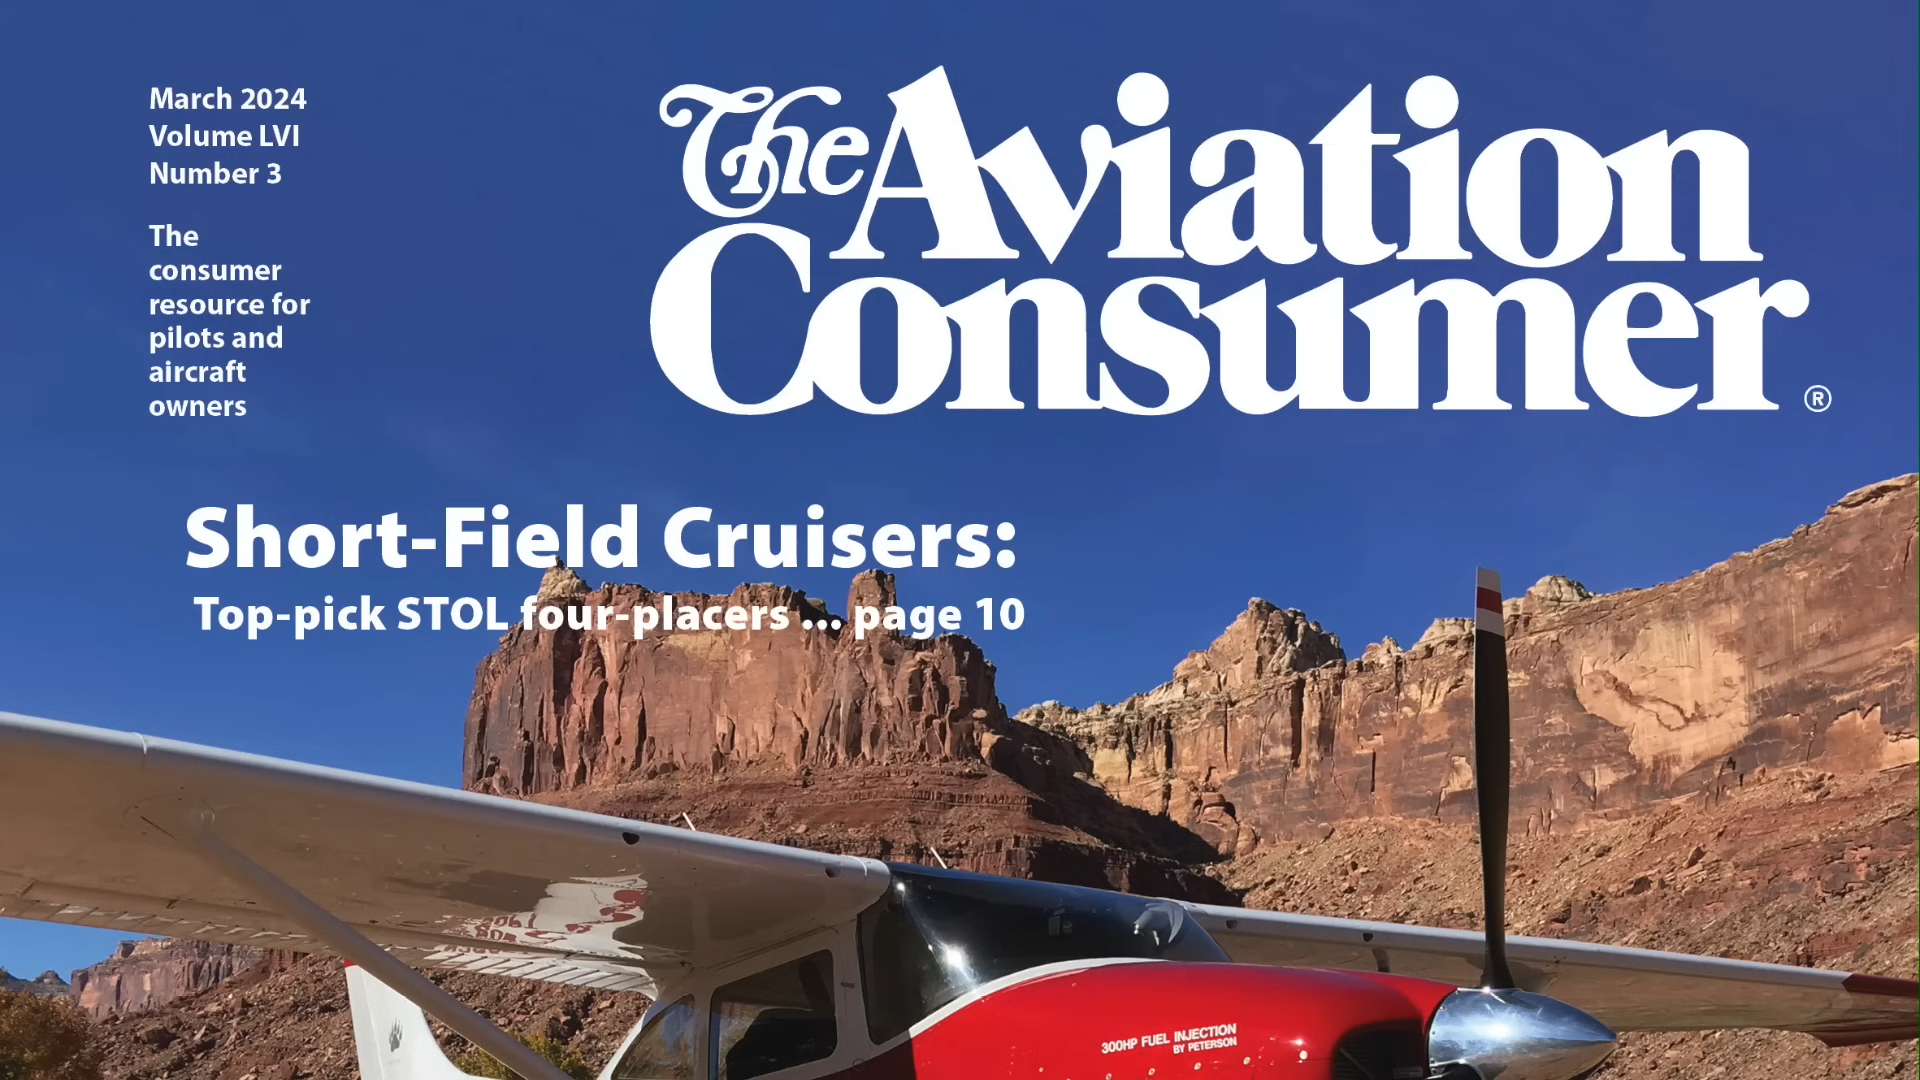 March 2024
Volume LVI
Number 3
The
consumer
resource for
pilots and
aircraft
owners
The Aviation
Consumer®
Short-Field Cruisers:
Top-pick STOL four-placers ... page 10
300HP FUEL INJECTION
BY PETERSON